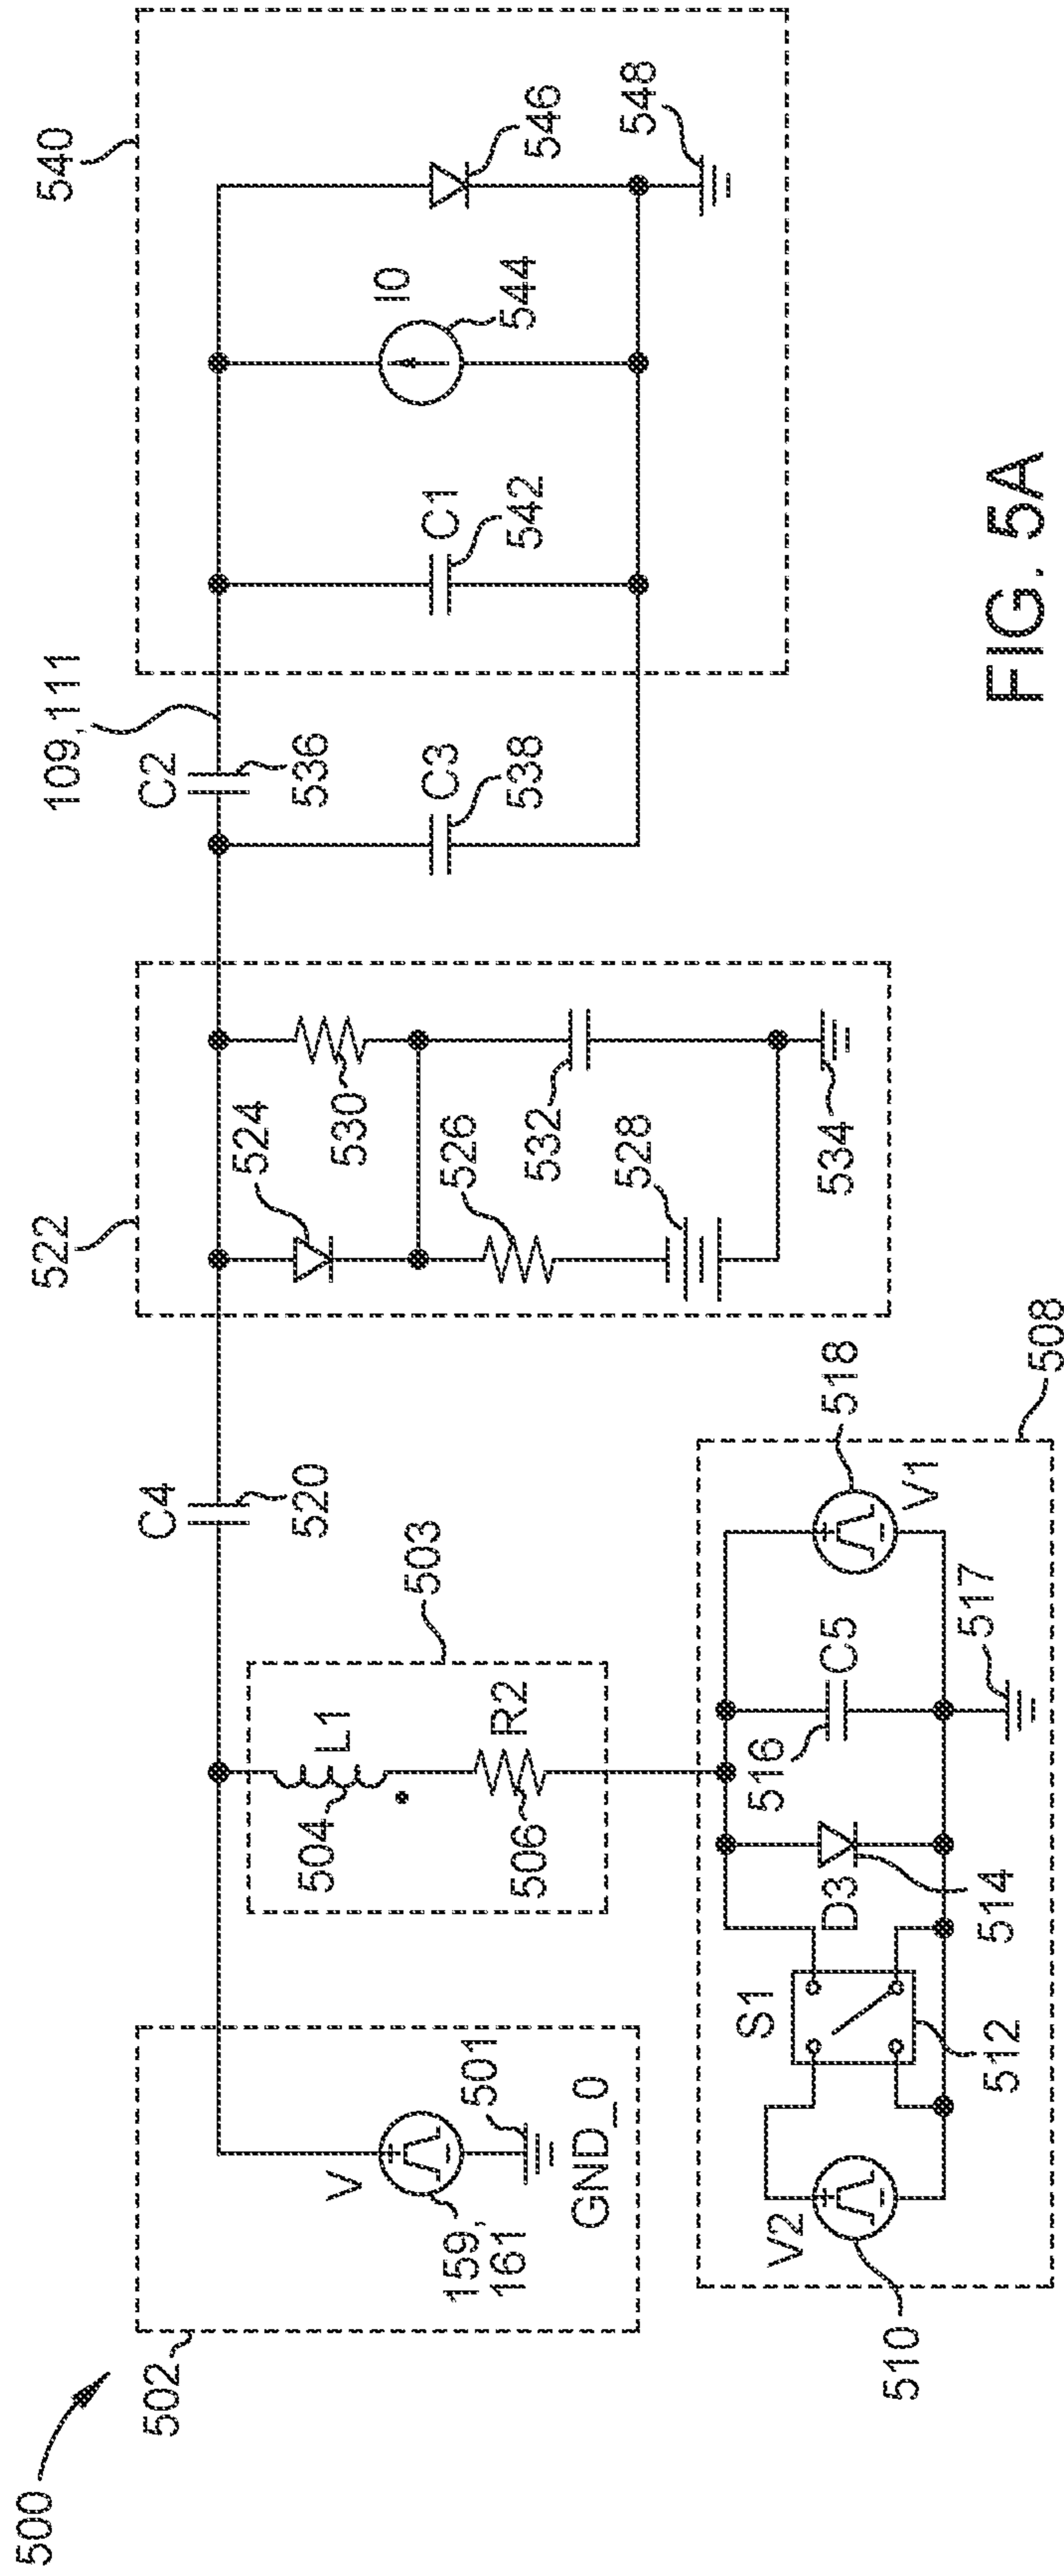 500
502
V
159,
161
501
GND_0
503
L1
504
R2
506
C4
520
508
V2
510
S1
512
D3
514
516
C5
517
518
V1
522
524
530
526
532
528
534
C2
536
109,111
C3
538
540
C1
542
I0
544
546
548
FIG. 5A